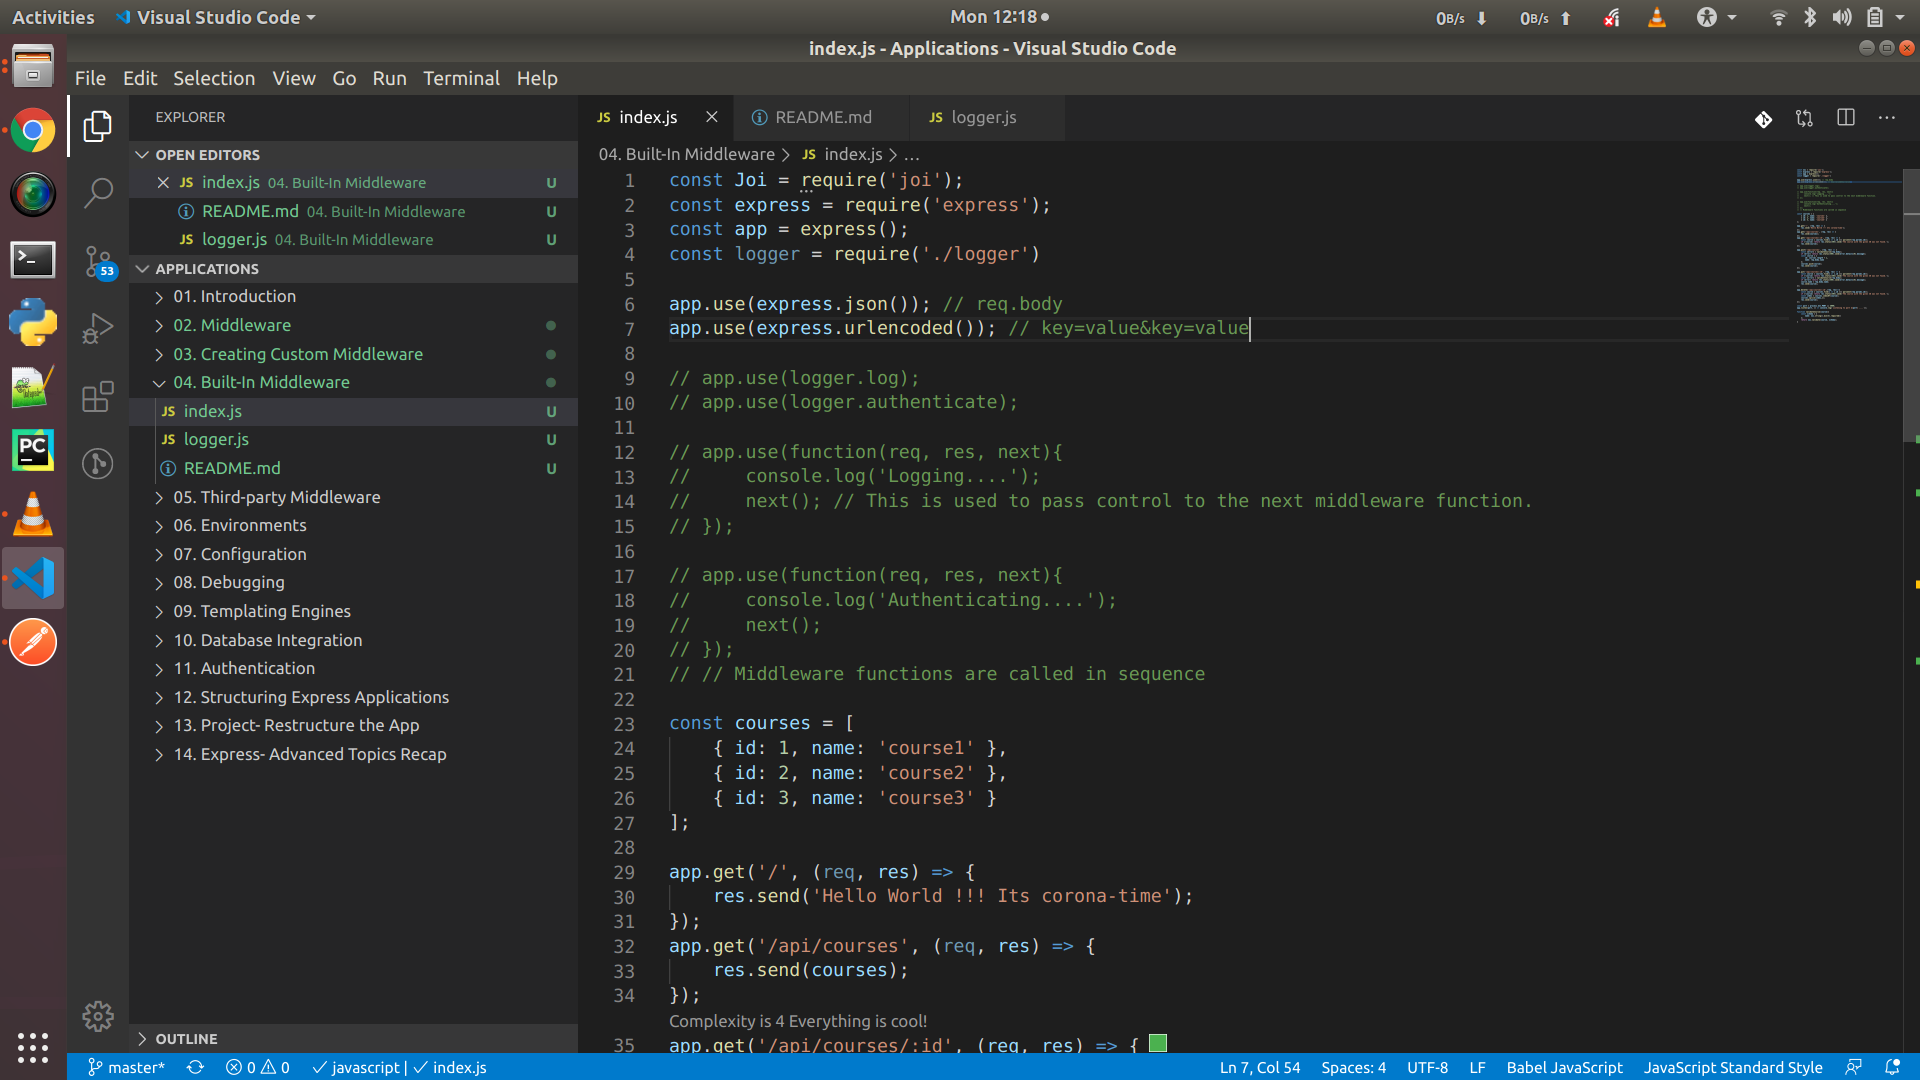 Activities Visual Studio Code Mon 12:18 0B/s 0B/s
index.js - Applications - Visual Studio Code
File Edit Selection View Go Run Terminal Help
EXPLORER
OPEN EDITORS
JS index.js 04. Built-In Middleware U
README.md 04. Built-In Middleware U
JS logger.js 04. Built-In Middleware U
53
APPLICATIONS
01. Introduction
02. Middleware
03. Creating Custom Middleware
04. Built-In Middleware
JS index.js U
JS logger.js U
README.md U
05. Third-party Middleware
06. Environments
07. Configuration
08. Debugging
09. Templating Engines
10. Database Integration
11. Authentication
12. Structuring Express Applications
13. Project- Restructure the App
14. Express- Advanced Topics Recap
OUTLINE
PC
JS index.js README.md JS logger.js
04. Built-In Middleware > JS index.js > ...
1 const Joi = require('joi');
2 const express = require('express');
3 const app = express();
4 const logger = require('./logger')
5
6 app.use(express.json()); // req.body
7 app.use(express.urlencoded()); // key=value&key=value
8
9 // app.use(logger.log);
10 // app.use(logger.authenticate);
11
12 // app.use(function(req, res, next){
13 //     console.log('Logging....');
14 //     next(); // This is used to pass control to the next middleware function.
15 // });
16
17 // app.use(function(req, res, next){
18 //     console.log('Authenticating....');
19 //     next();
20 // });
21 // // Middleware functions are called in sequence
22
23 const courses = [
24     { id: 1, name: 'course1' },
25     { id: 2, name: 'course2' },
26     { id: 3, name: 'course3' }
27 ];
28
29 app.get('/', (req, res) => {
30     res.send('Hello World !!! Its corona-time');
31 });
32 app.get('/api/courses', (req, res) => {
33     res.send(courses);
34 });
Complexity is 4 Everything is cool!
35 app.get('/api/courses/:id', (req, res) => {
master* 0 0 javascript | index.js Ln 7, Col 54 Spaces: 4 UTF-8 LF Babel JavaScript JavaScript Standard Style